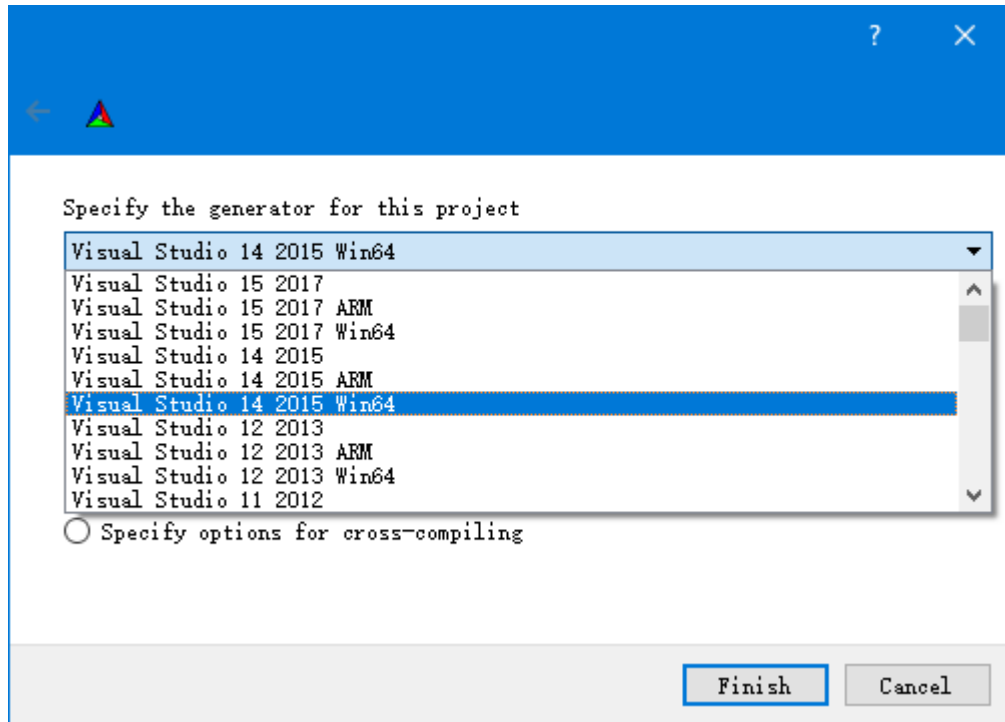 ?
Specify the generator for this project
Visual Studio 14 2015 Win64
Visual Studio 15 2017
Visual Studio 15 2017 ARM
Visual Studio 15 2017 Win64
Visual Studio 14 2015
Visual Studio 14 2015 ARM
Visual Studio 14 2015 Win64
Visual Studio 12 2013
Visual Studio 12 2013 ARM
Visual Studio 12 2013 Win64
Visual Studio 11 2012
Specify options for cross-compiling
Finish Cancel